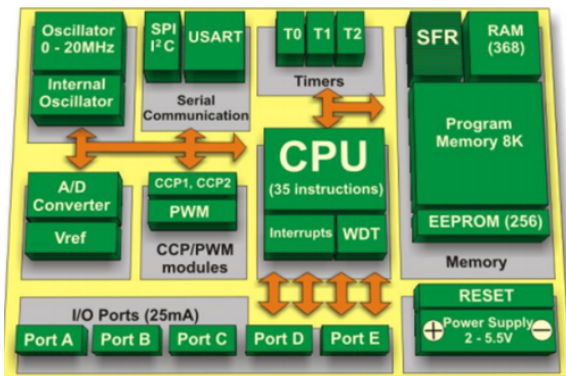 Oscillator
0 - 20MHz
Internal
Oscillator
SPI
I²C
USART
Serial
Communication
T0 T1 T2
Timers
SFR
RAM
(368)
Program
Memory 8K
EEPROM (256)
Memory
CPU
(35 instructions)
Interrupts
WDT
A/D
Converter
Vref
CCP1, CCP2
PWM
CCP/PWM
modules
I/O Ports (25mA)
Port A Port B Port C Port D Port E
RESET
+ Power Supply −
2 - 5.5V